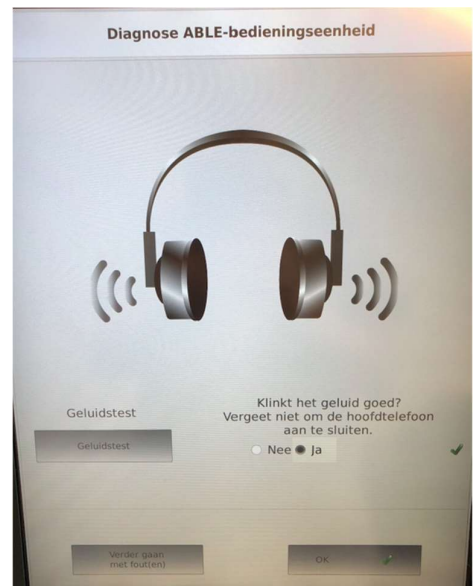 Diagnose ABLE-bedieningseenheid
Geluidstest
Klinkt het geluid goed?
Vergeet niet om de hoofdtelefoon
aan te sluiten.
Geluidstest
Nee Ja
Verder gaan
met fout(en)
OK